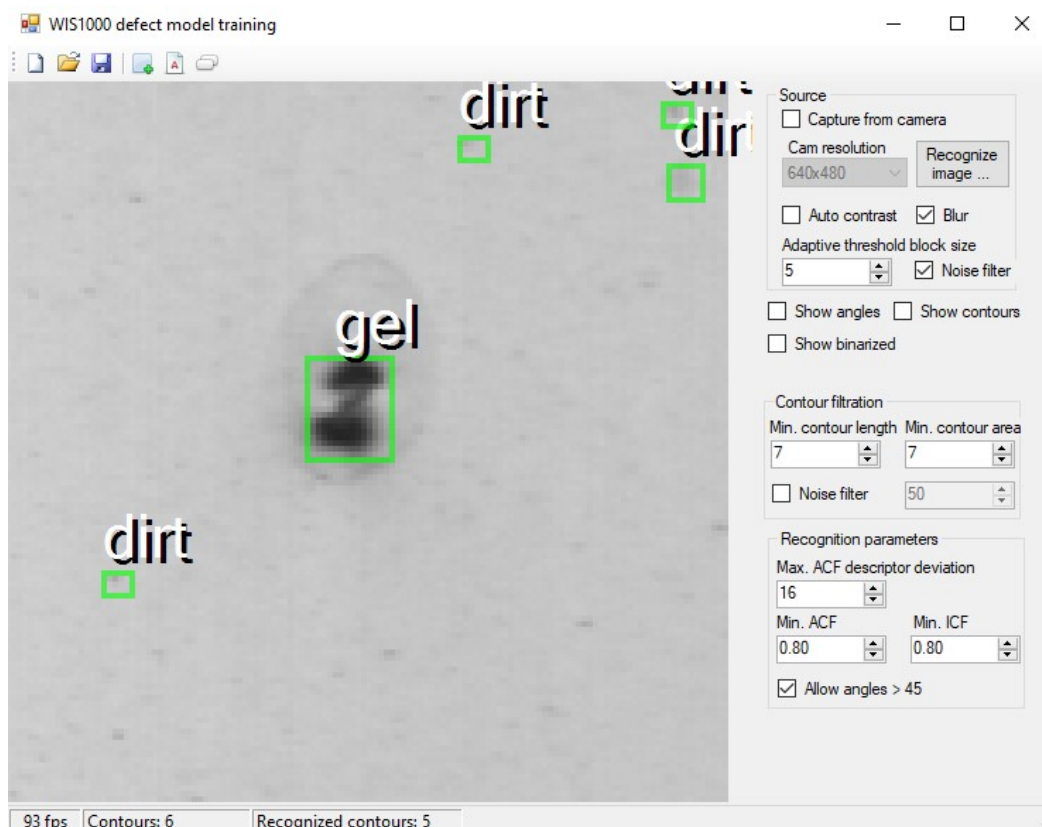 WIS1000 defect model training
A
dirt
dirt
dirt
gel
dirt
Source
Capture from camera
Cam resolution
640x480
Recognize
image ...
Auto contrast
Blur
Adaptive threshold block size
5
Noise filter
Show angles
Show contours
Show binarized
Contour filtration
Min. contour length
Min. contour area
7
7
Noise filter
50
Recognition parameters
Max. ACF descriptor deviation
16
Min. ACF
Min. ICF
0.80
0.80
Allow angles > 45
93 fps
Contours: 6
Recognized contours: 5